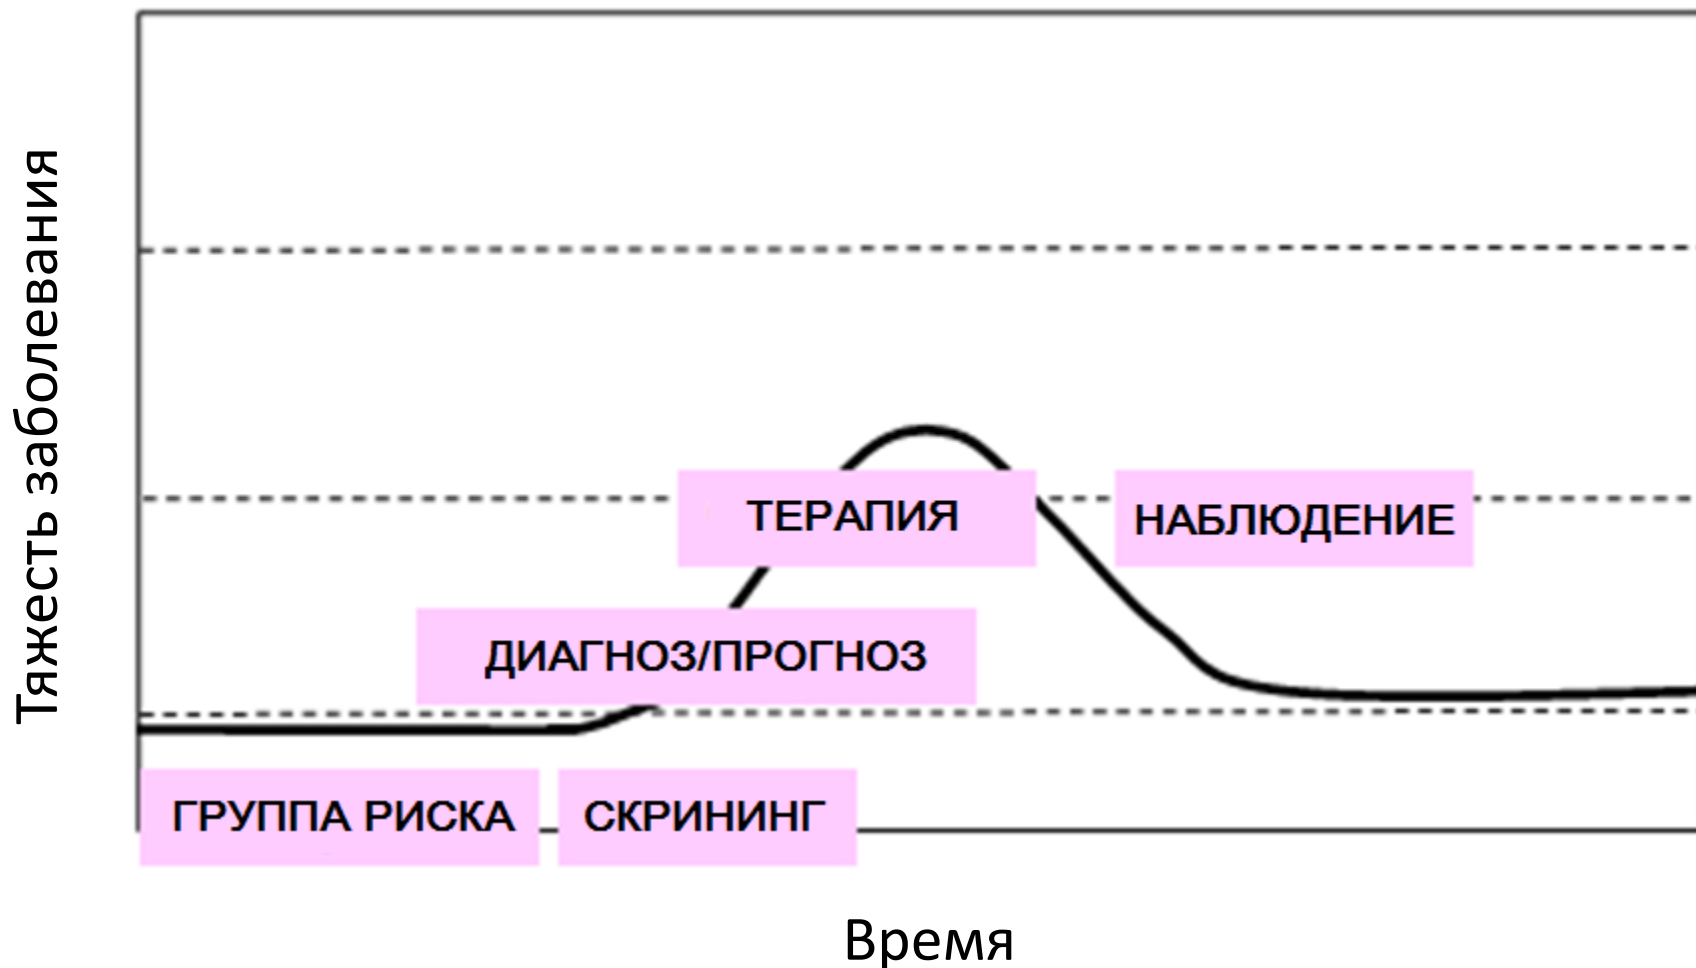 Тяжесть заболевания
ТЕРАПИЯ
НАБЛЮДЕНИЕ
ДИАГНОЗ/ПРОГНОЗ
ГРУППА РИСКА
СКРИНИНГ
Время